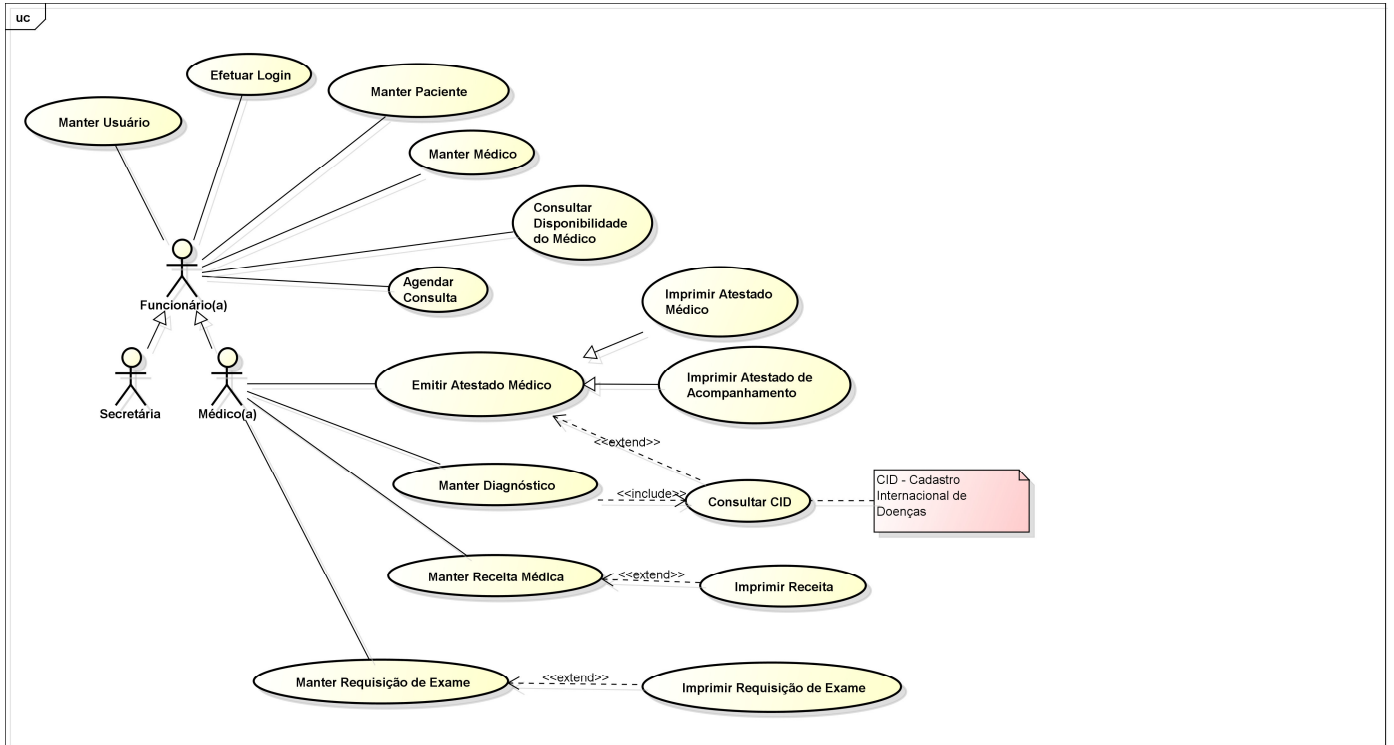 uc
Efetuar Login
Manter Paciente
Manter Usuário
Manter Médico
Consultar
Disponibilidade
do Médico
Agendar
Consulta
Funcionário(a)
Imprimir Atestado
Médico
Emitir Atestado Médico
Imprimir Atestado de
Acompanhamento
Secretária
Médico(a)
<<extend>>
Manter Diagnóstico
<<include>>
Consultar CID
CID - Cadastro
Internacional de
Doenças
Manter Receita Médica
<<extend>>
Imprimir Receita
Manter Requisição de Exame
<<extend>>
Imprimir Requisição de Exame